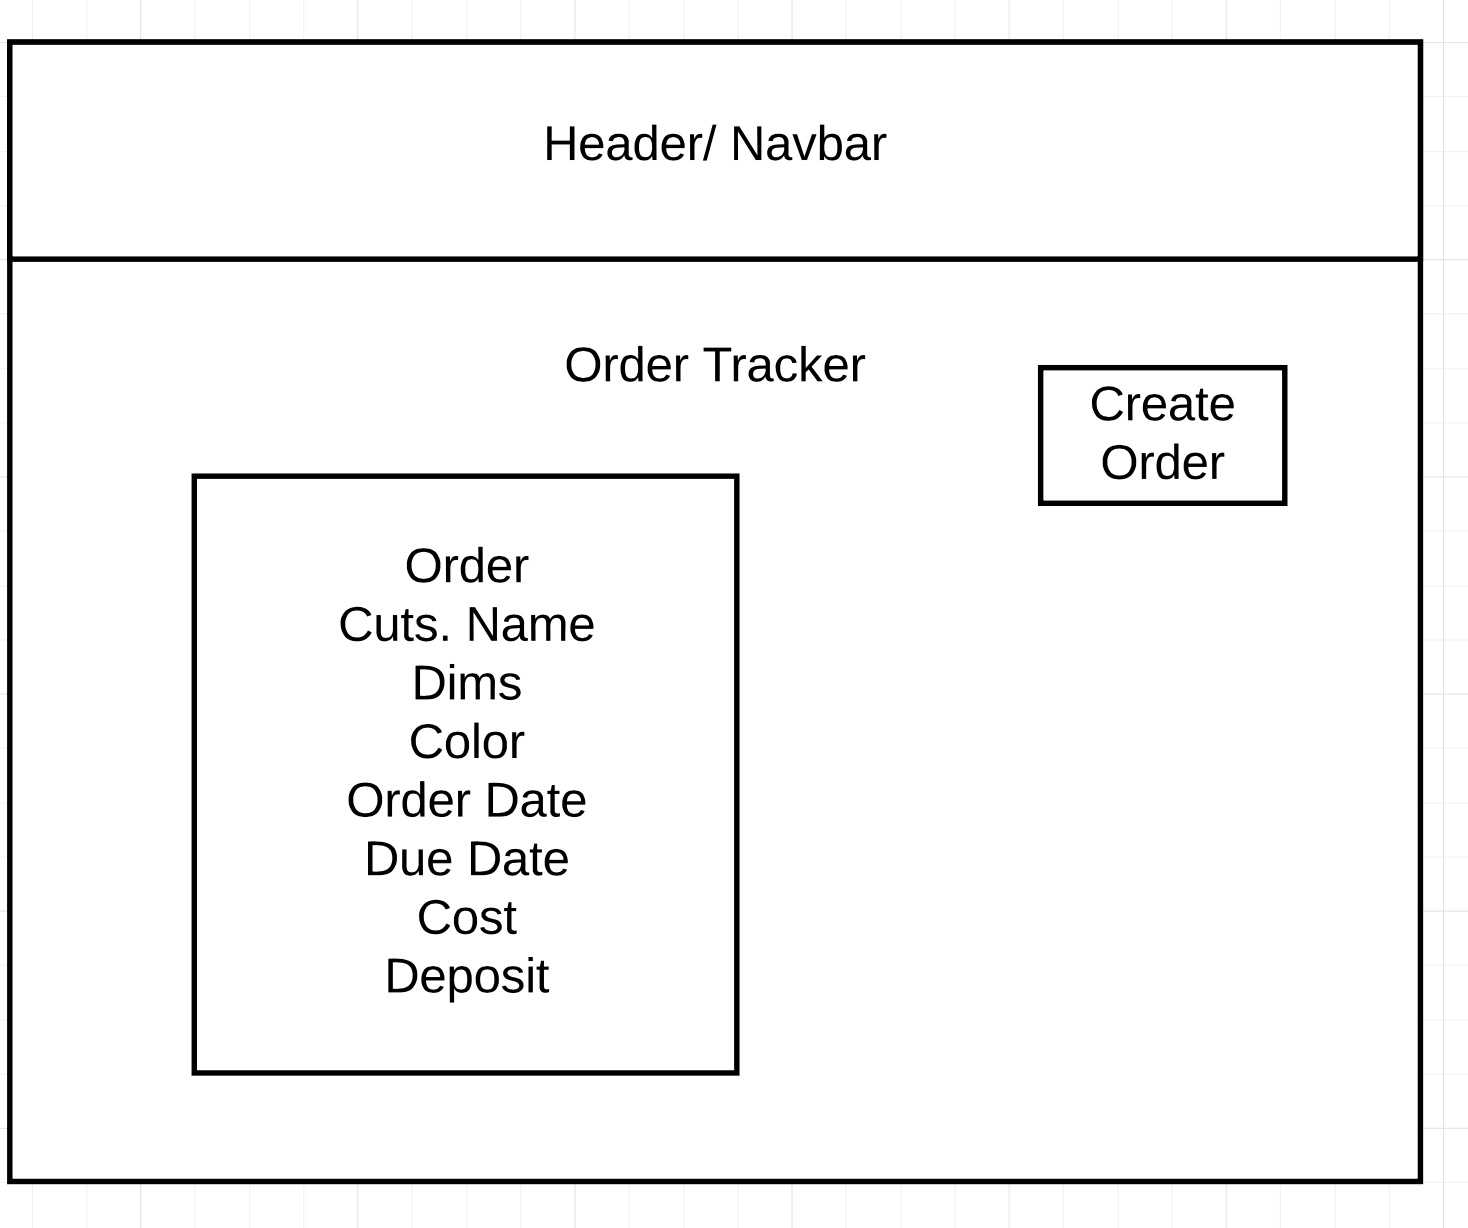 Header/ Navbar
Order Tracker
Create
Order
Order
Cuts. Name
Dims
Color
Order Date
Due Date
Cost
Deposit